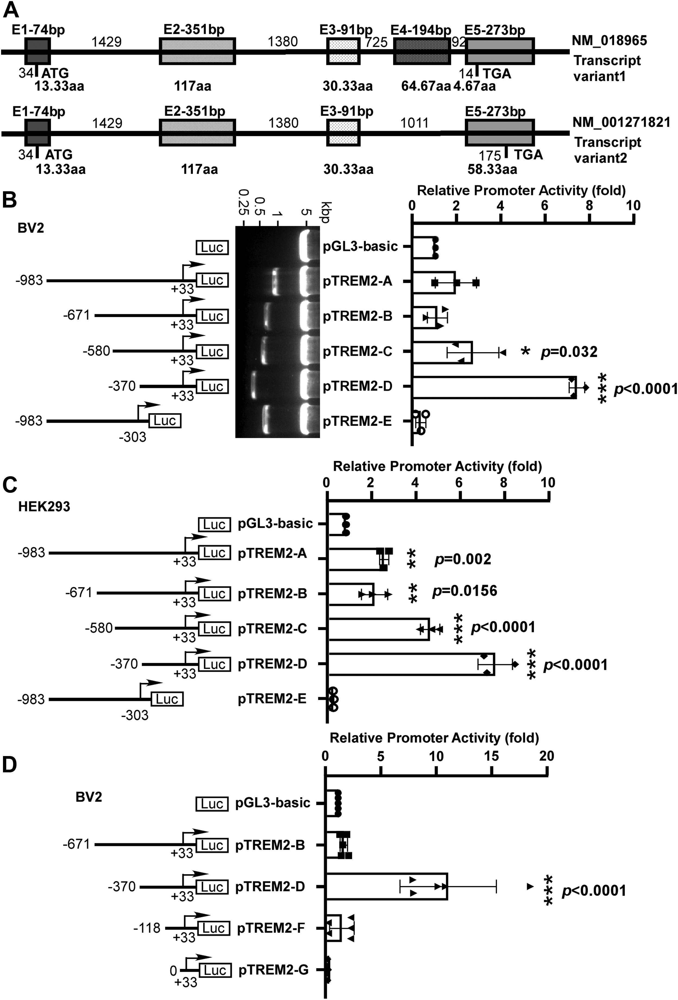 A
E1-74bp E2-351bp E3-91bp E4-194bp E5-273bp
1429 1380 725 92 NM_018965
Transcript
variant1
34 ATG 14 TGA
13.33aa 117aa 30.33aa 64.67aa 4.67aa
E1-74bp E2-351bp E3-91bp E5-273bp
1429 1380 1011 NM_001271821
Transcript
variant2
34 ATG 175 TGA
13.33aa 117aa 30.33aa 58.33aa
B
BV2
0.25 0.5 1 5 kbp
Relative Promoter Activity (fold)
0 2 4 6 8 10
Luc pGL3-basic
-983 +33 Luc pTREM2-A
-671 +33 Luc pTREM2-B
-580 +33 Luc pTREM2-C * p=0.032
-370 +33 Luc pTREM2-D *** p<0.0001
-983 -303 Luc pTREM2-E
C
HEK293
Relative Promoter Activity (fold)
0 2 4 6 8 10
Luc pGL3-basic
-983 +33 Luc pTREM2-A ** p=0.002
-671 +33 Luc pTREM2-B ** p=0.0156
-580 +33 Luc pTREM2-C *** p<0.0001
-370 +33 Luc pTREM2-D *** p<0.0001
-983 -303 Luc pTREM2-E
D
BV2
Relative Promoter Activity (fold)
0 5 10 15 20
Luc pGL3-basic
-671 +33 Luc pTREM2-B
-370 +33 Luc pTREM2-D *** p<0.0001
-118 +33 Luc pTREM2-F
0 +33 Luc pTREM2-G